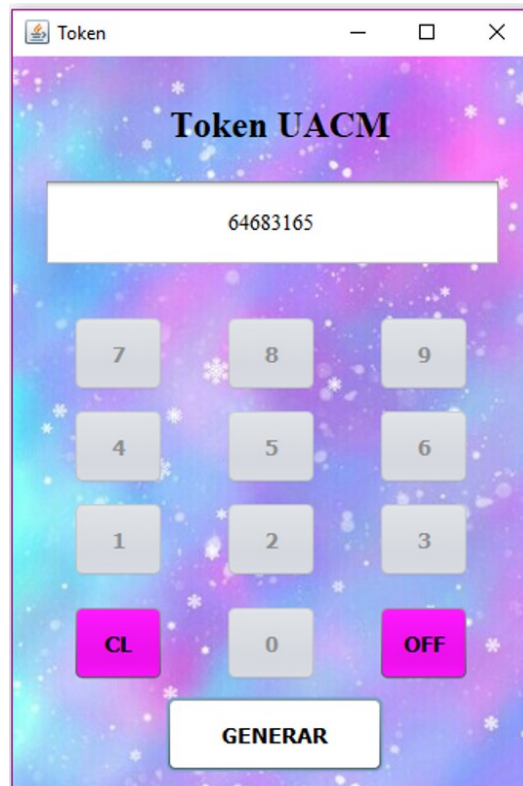 Token
Token UACM
64683165
7 8 9
4 5 6
1 2 3
CL 0 OFF
GENERAR